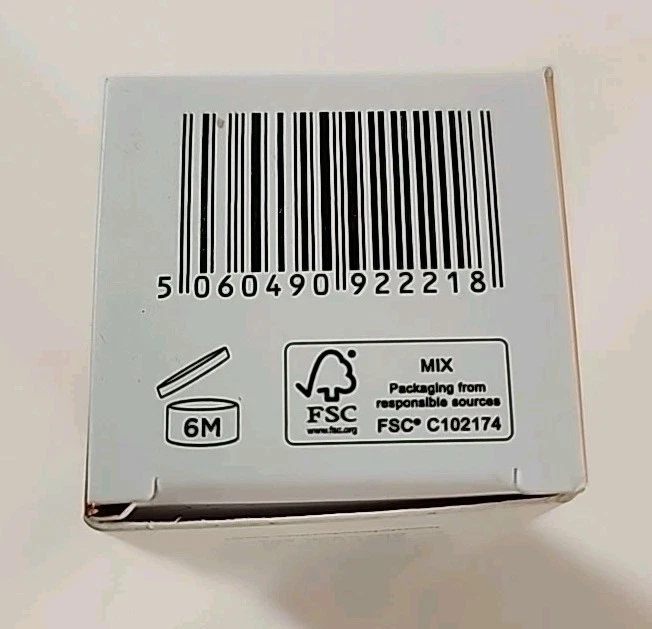 5 060490 922218
6M
FSC
www.fsc.org
MIX
Packaging from
responsible sources
FSC® C102174